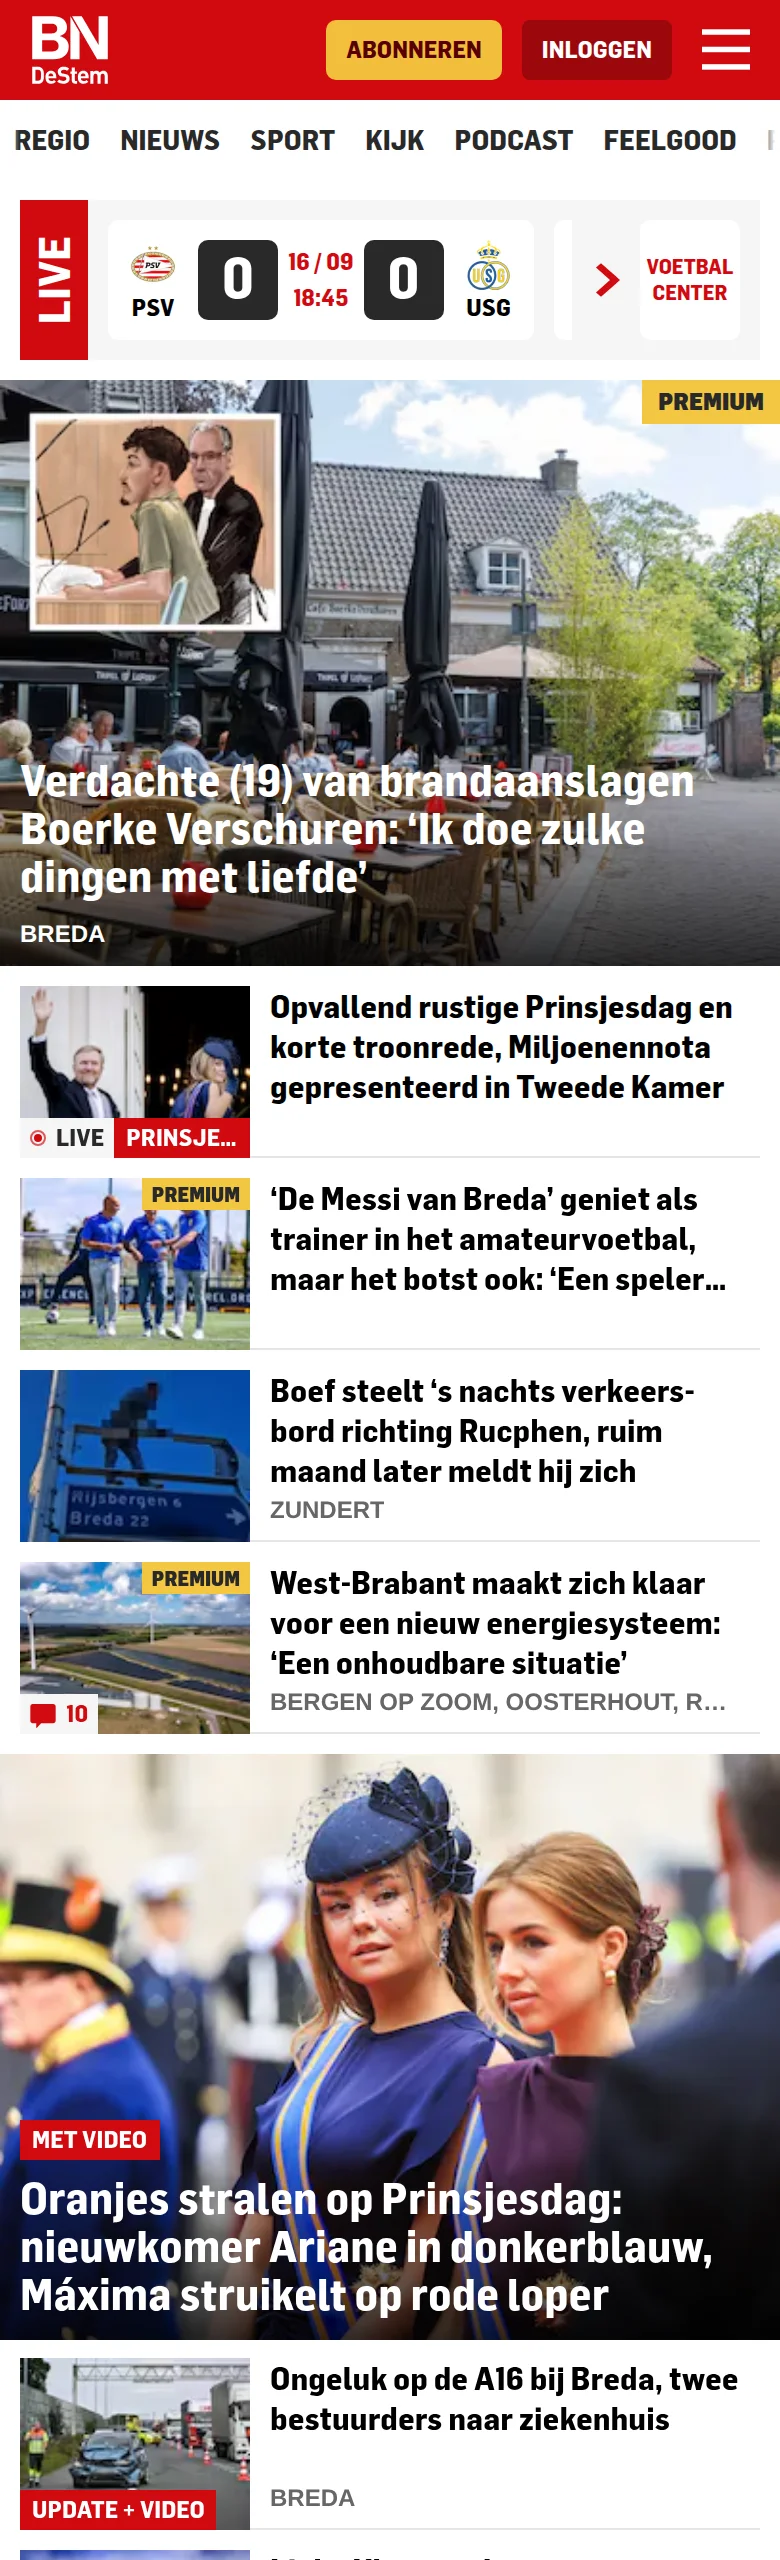 BN
DeStem
ABONNEREN
INLOGGEN
REGIO NIEUWS SPORT KIJK PODCAST FEELGOOD
LIVE
PSV
0
16 / 09
18:45
0
USG
VOETBAL
CENTER
PREMIUM
Café Boerke Verschuren
Verdachte (19) van brandaanslagen
Boerke Verschuren: ‘Ik doe zulke
dingen met liefde’
BREDA
LIVE
PRINSJE...
Opvallend rustige Prinsjesdag en
korte troonrede, Miljoenennota
gepresenteerd in Tweede Kamer
PREMIUM
‘De Messi van Breda’ geniet als
trainer in het amateurvoetbal,
maar het botst ook: ‘Een speler...
Rijsbergen 6
Breda 22
Boef steelt ‘s nachts verkeers-
bord richting Rucphen, ruim
maand later meldt hij zich
ZUNDERT
PREMIUM
10
West-Brabant maakt zich klaar
voor een nieuw energiesysteem:
‘Een onhoudbare situatie’
BERGEN OP ZOOM, OOSTERHOUT, R...
MET VIDEO
Oranjes stralen op Prinsjesdag:
nieuwkomer Ariane in donkerblauw,
Máxima struikelt op rode loper
UPDATE + VIDEO
Ongeluk op de A16 bij Breda, twee
bestuurders naar ziekenhuis
BREDA